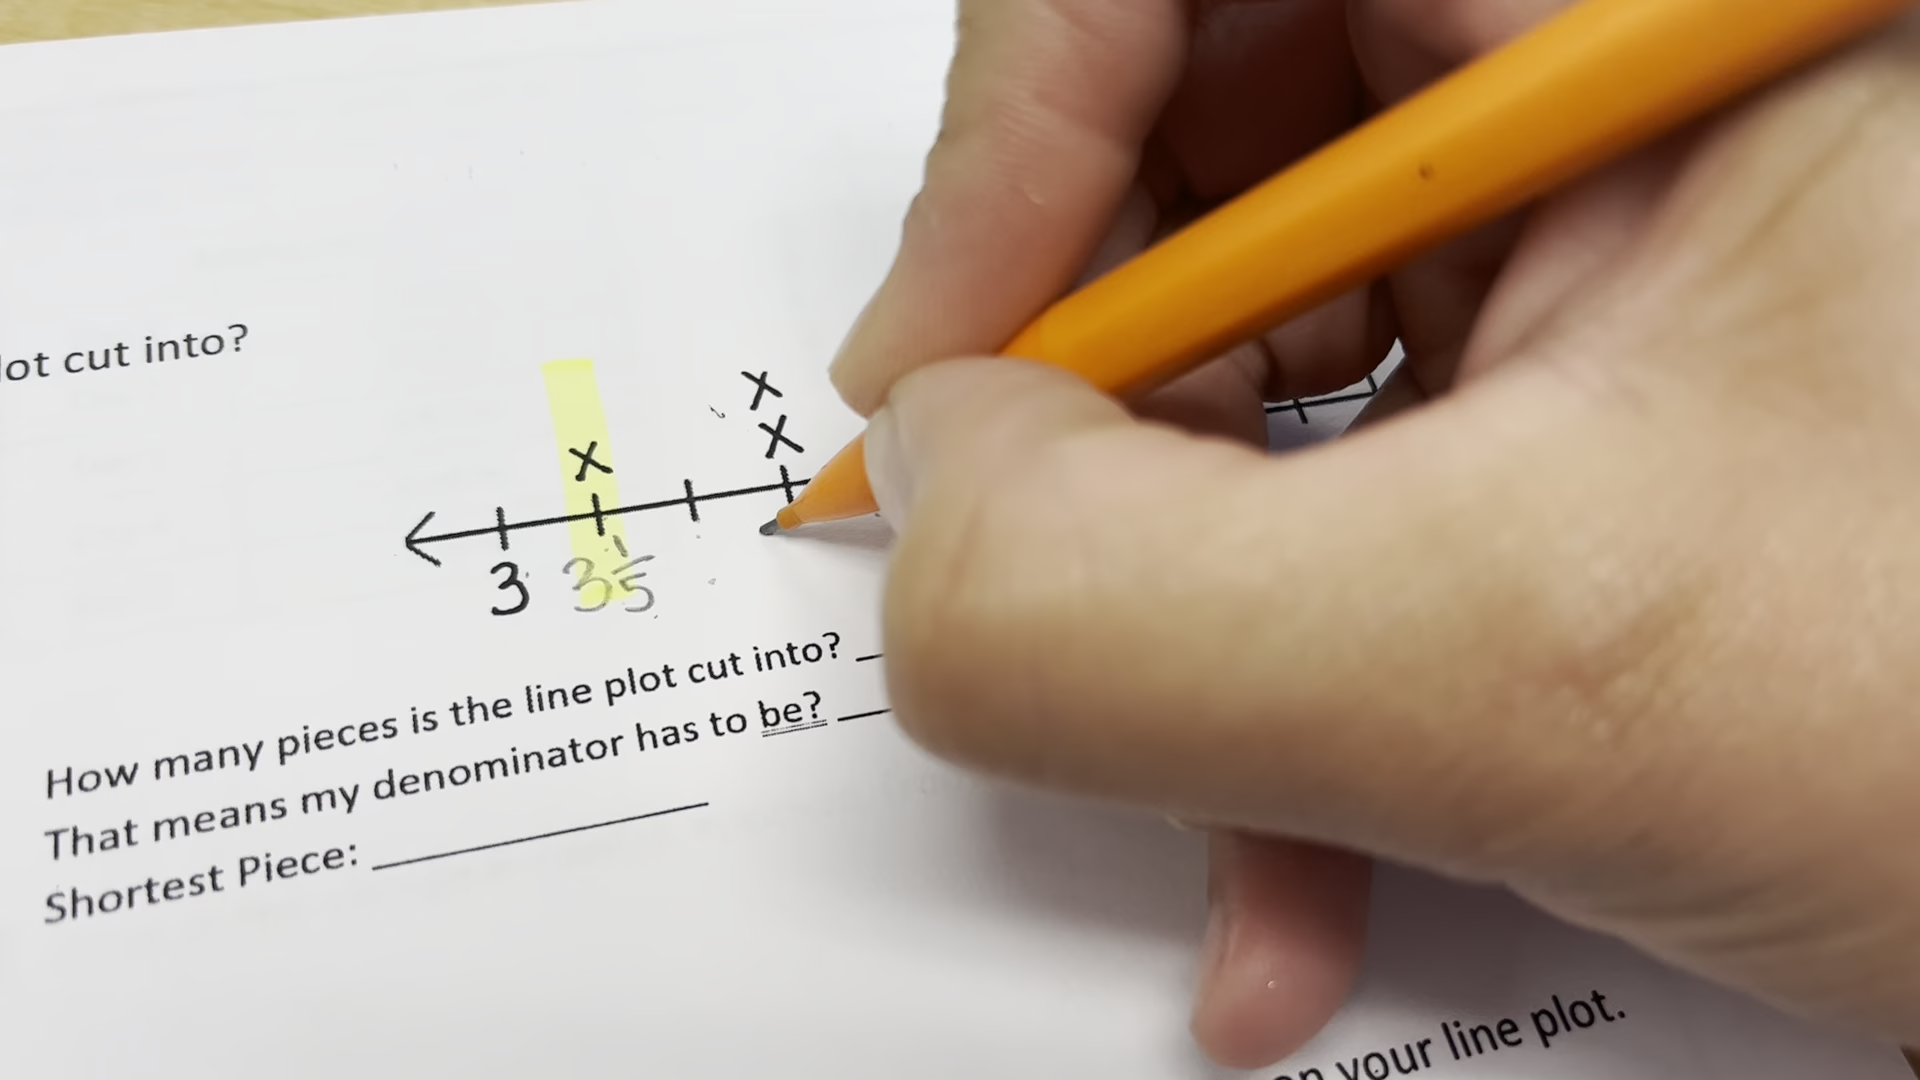 lot cut into?
x
x x
3 3 1/5
How many pieces is the line plot cut into?
That means my denominator has to be?
Shortest Piece:
on your line plot.